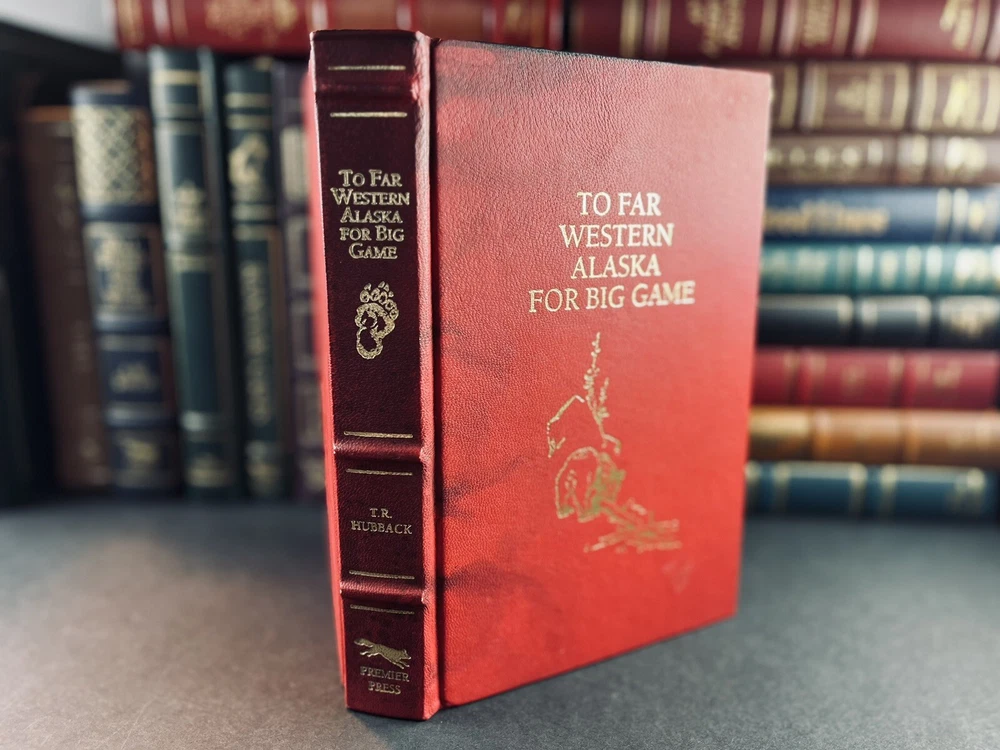 TO FAR
WESTERN
ALASKA
FOR BIG
GAME
T.R.
HUBBACK
PREMIER
PRESS
TO FAR
WESTERN
ALASKA
FOR BIG GAME